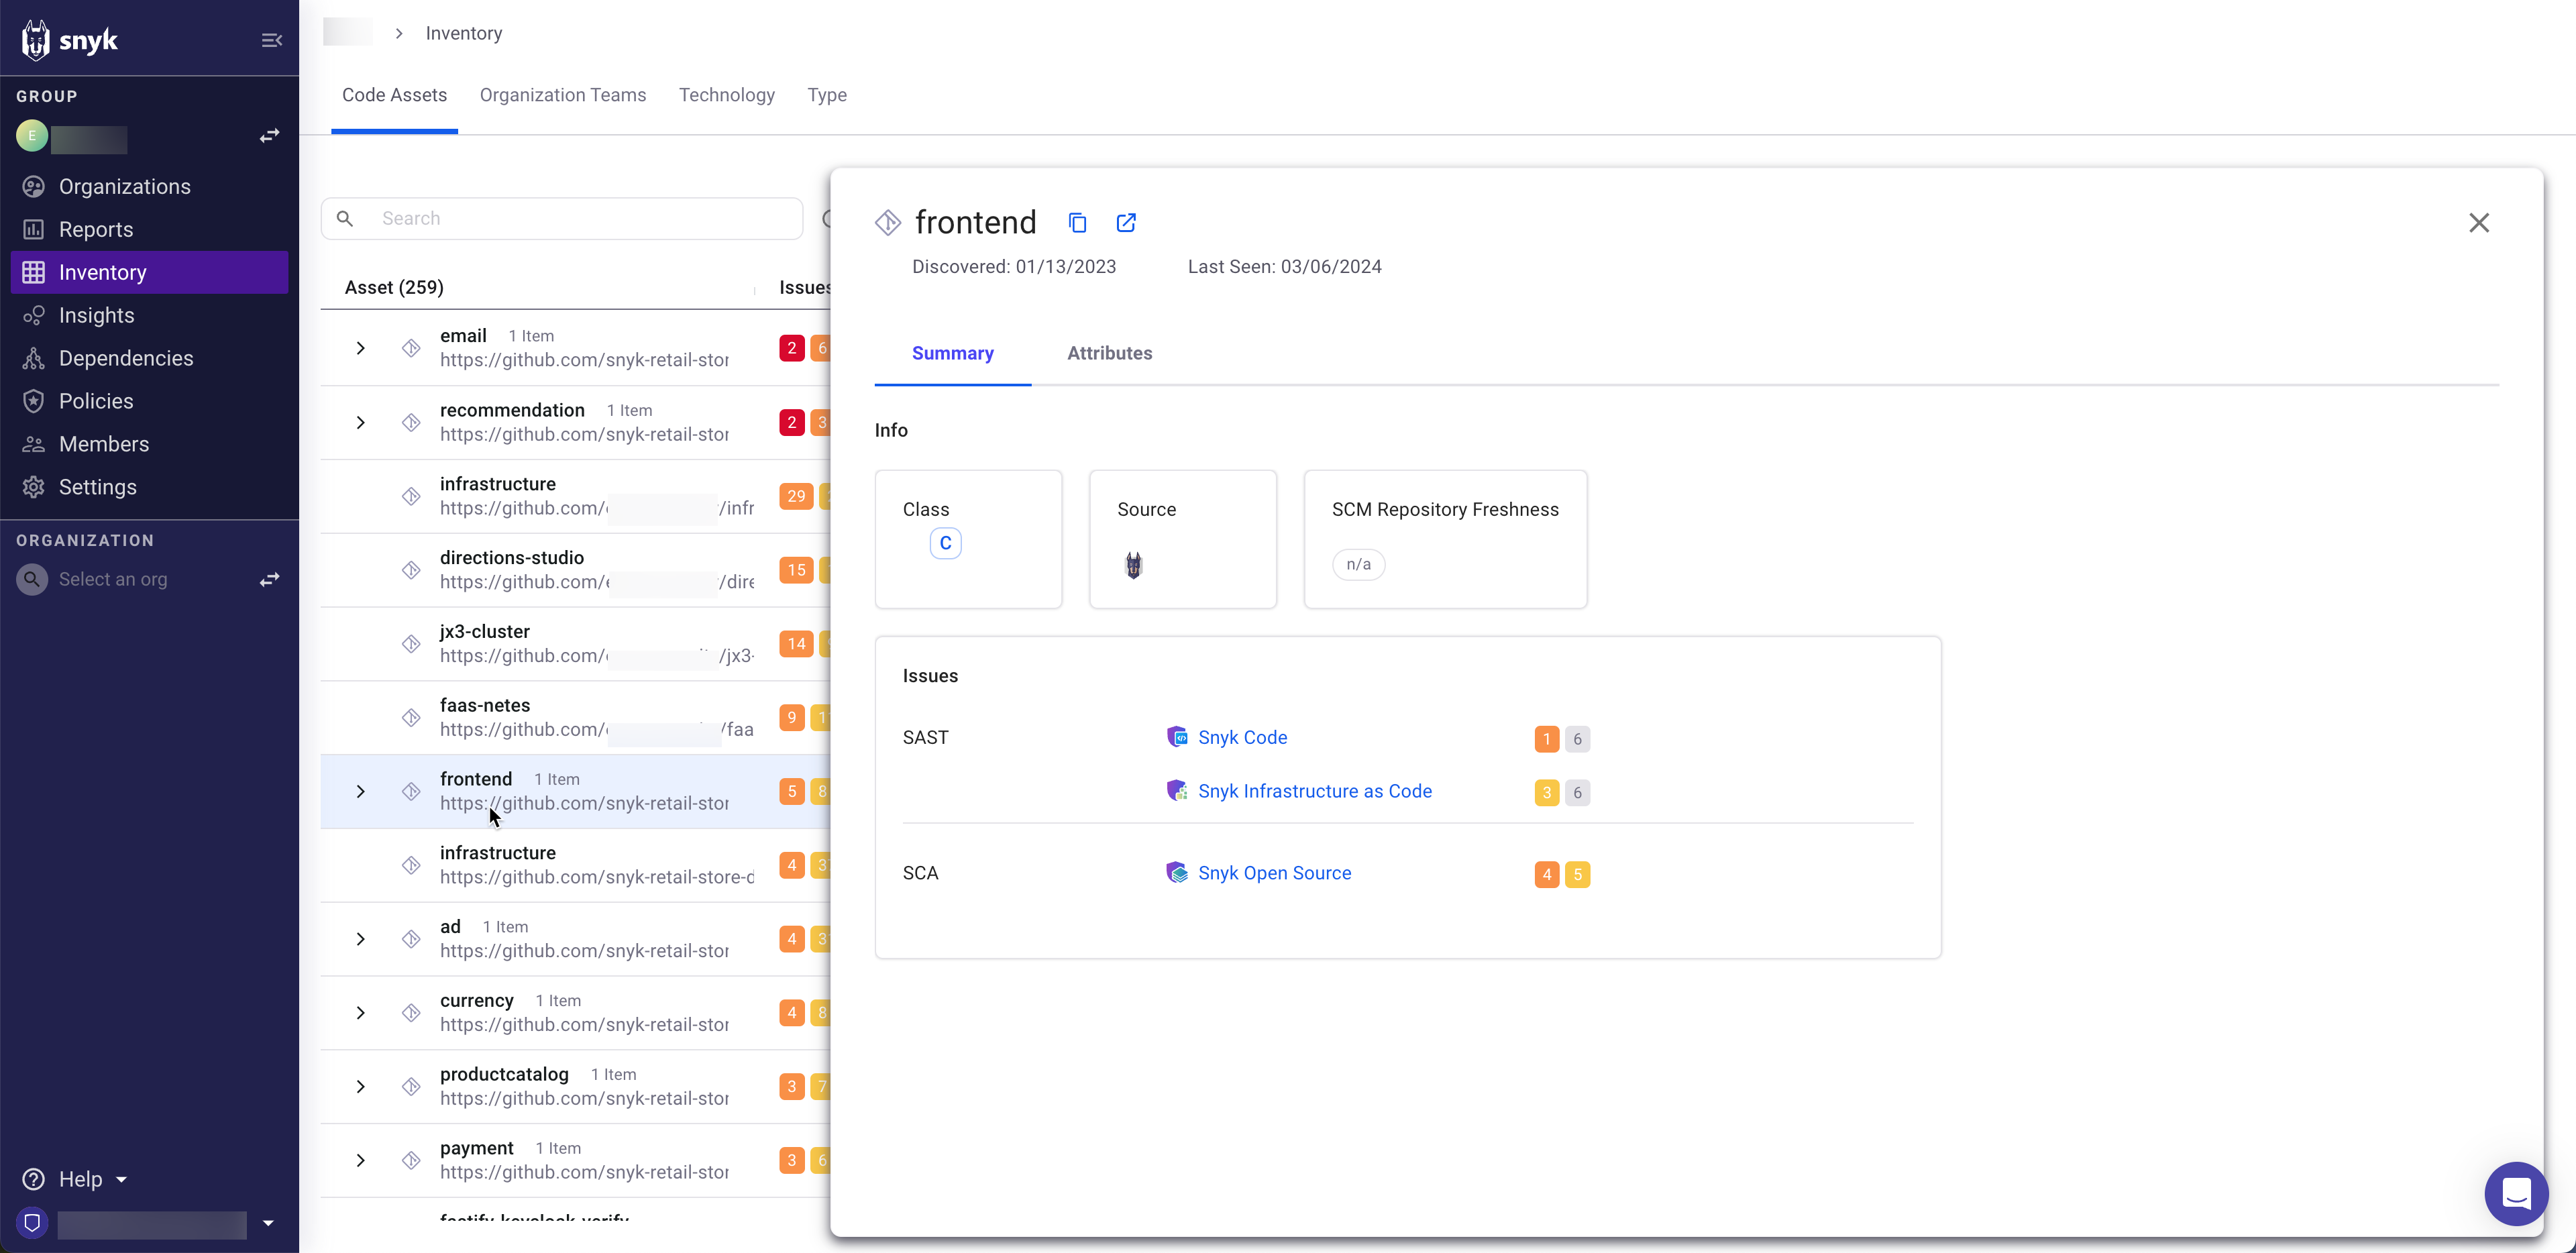 snyk
GROUP
E
Organizations
Reports
Inventory
Insights
Dependencies
Policies
Members
Settings
ORGANIZATION
Select an org
Help
Inventory
Code Assets Organization Teams Technology Type
Search
Asset (259) Issues
email 1 Item
https://github.com/snyk-retail-stor
2 6
recommendation 1 Item
https://github.com/snyk-retail-stor
2 3
infrastructure
https://github.com/ /infr
29
directions-studio
https://github.com/ /dire
15
jx3-cluster
https://github.com/ /jx3-
14
faas-netes
https://github.com/ /faa
9
frontend 1 Item
https://github.com/snyk-retail-stor
5 8
infrastructure
https://github.com/snyk-retail-store-d
4
ad 1 Item
https://github.com/snyk-retail-stor
4
currency 1 Item
https://github.com/snyk-retail-stor
4 8
productcatalog 1 Item
https://github.com/snyk-retail-stor
3 7
payment 1 Item
https://github.com/snyk-retail-stor
3 6
frontend
Discovered: 01/13/2023 Last Seen: 03/06/2024
Summary Attributes
Info
Class
C
Source
SCM Repository Freshness
n/a
Issues
SAST Snyk Code 1 6
Snyk Infrastructure as Code 3 6
SCA Snyk Open Source 4 5